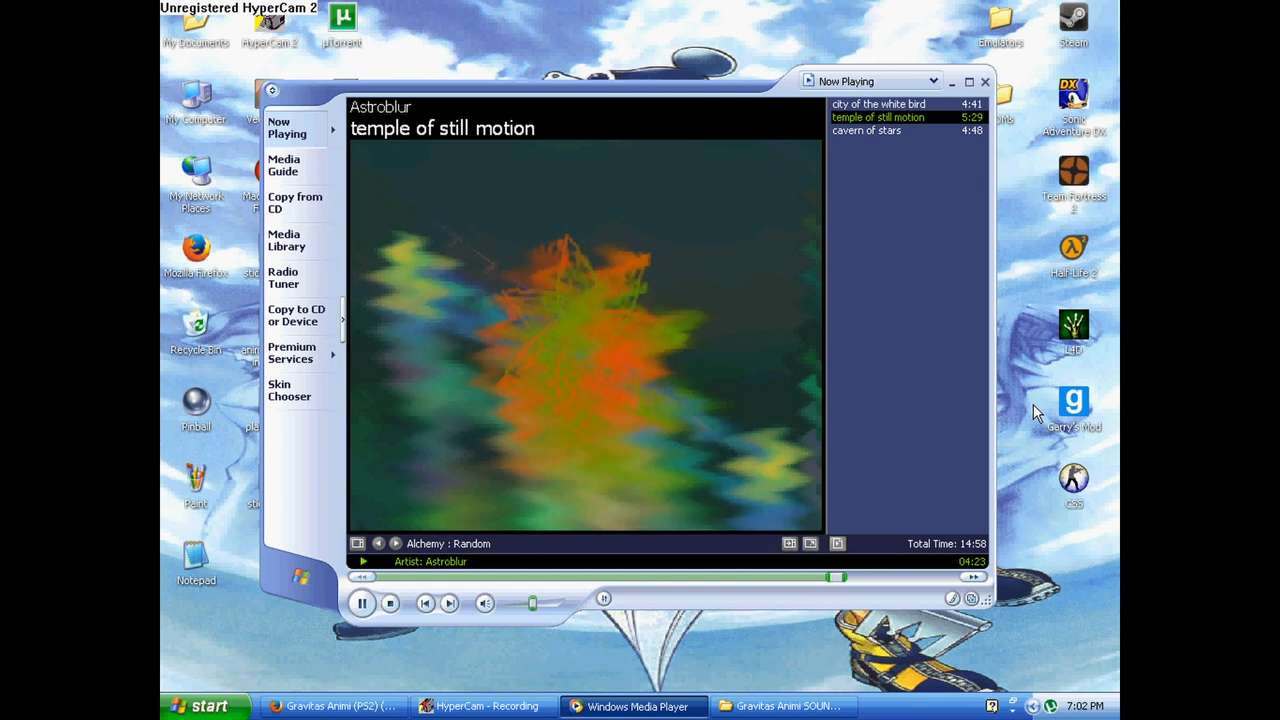 Unregistered HyperCam 2
My Documents
HyperCam 2
µTorrent
Emulators
Steam
My Computer
Sonic
Adventure DX
My Network
Places
Team Fortress
2
Mozilla Firefox
Half-Life 2
Recycle Bin
L4D
Pinball
Garry's Mod
Paint
CSS
Notepad
Now Playing
Astroblur
temple of still motion
city of the white bird 4:41
temple of still motion 5:29
cavern of stars 4:48
Now
Playing
Media
Guide
Copy from
CD
Media
Library
Radio
Tuner
Copy to CD
or Device
Premium
Services
Skin
Chooser
Alchemy : Random
Total Time: 14:58
Artist: Astroblur
04:23
start
Gravitas Animi (PS2) (...
HyperCam - Recording
Windows Media Player
Gravitas Animi SOUN...
7:02 PM